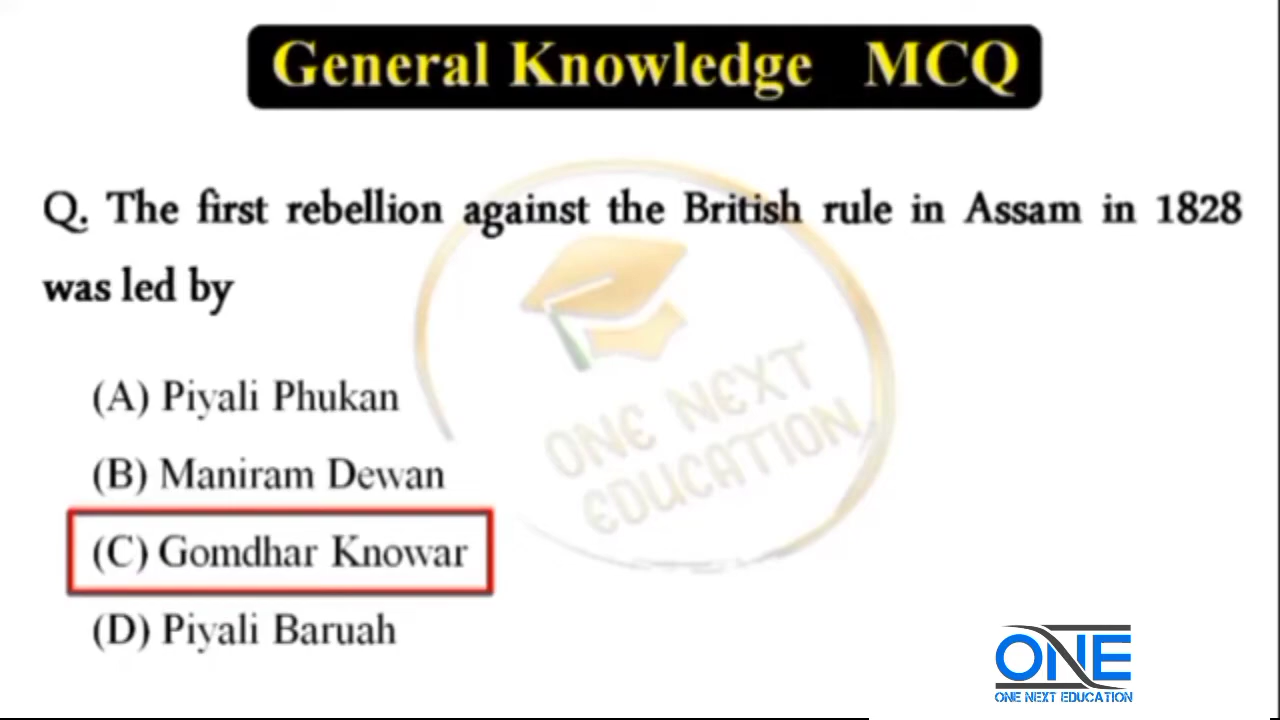 General Knowledge MCQ
Q. The first rebellion against the British rule in Assam in 1828
was led by
(A) Piyali Phukan
(B) Maniram Dewan
(C) Gomdhar Knowar
(D) Piyali Baruah
ONE NEXT
EDUCATION
ONE
ONE NEXT EDUCATION